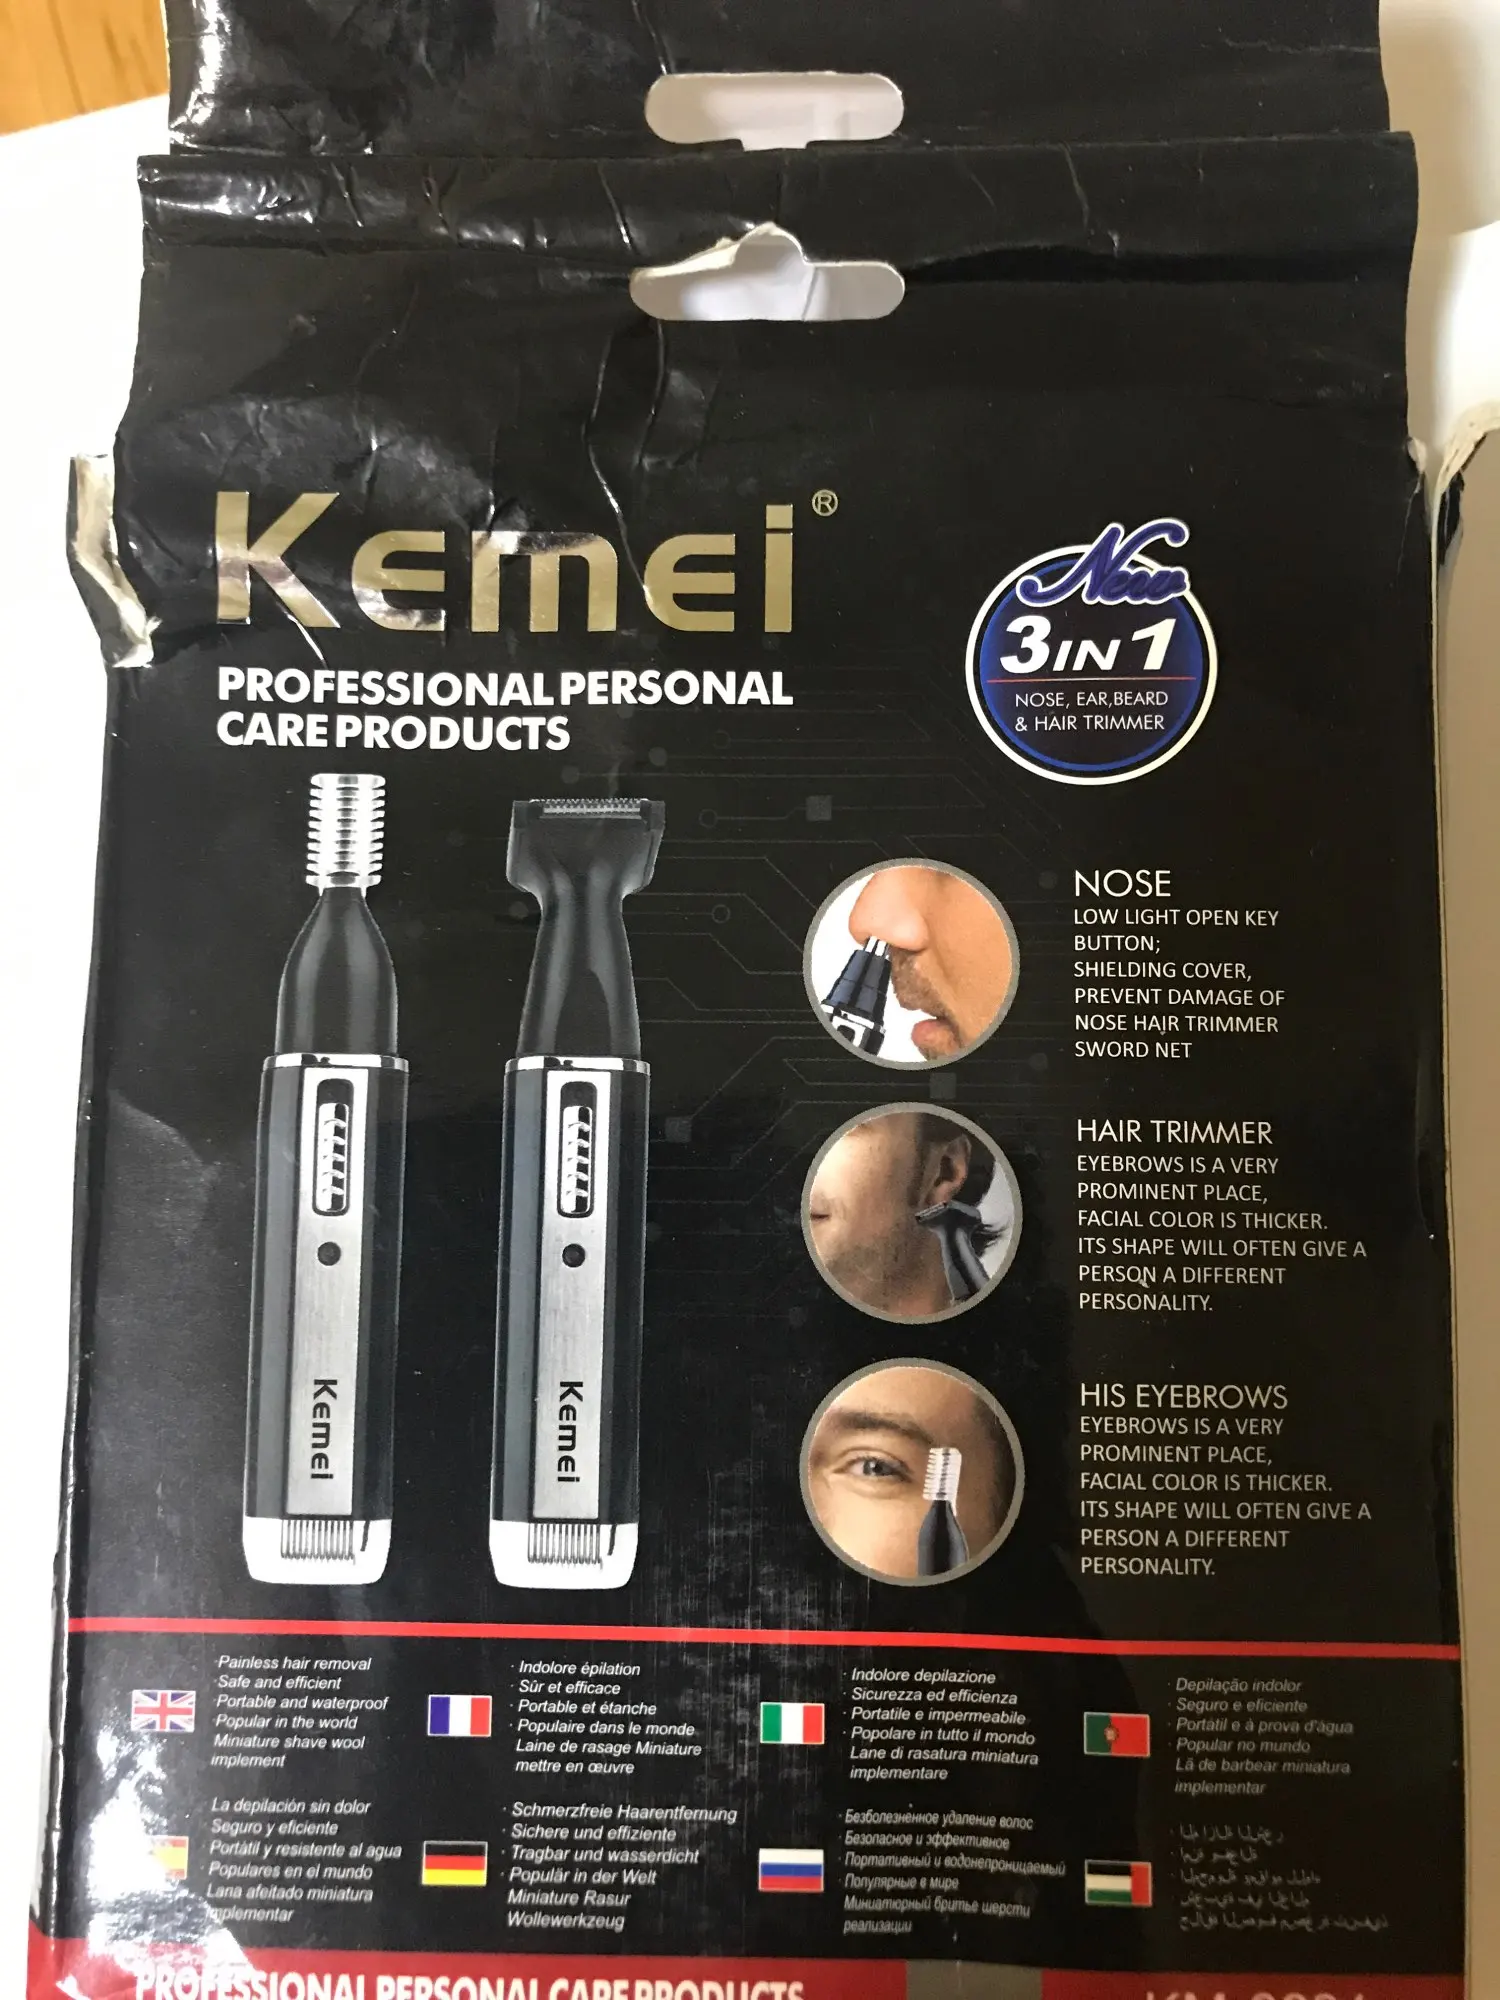 Kemei®
PROFESSIONAL PERSONAL
CARE PRODUCTS
New
3 IN 1
NOSE, EAR,BEARD
& HAIR TRIMMER
NOSE
LOW LIGHT OPEN KEY
BUTTON;
SHIELDING COVER,
PREVENT DAMAGE OF
NOSE HAIR TRIMMER
SWORD NET
HAIR TRIMMER
EYEBROWS IS A VERY
PROMINENT PLACE,
FACIAL COLOR IS THICKER.
ITS SHAPE WILL OFTEN GIVE A
PERSON A DIFFERENT
PERSONALITY.
HIS EYEBROWS
EYEBROWS IS A VERY
PROMINENT PLACE,
FACIAL COLOR IS THICKER.
ITS SHAPE WILL OFTEN GIVE A
PERSON A DIFFERENT
PERSONALITY.
Kemei
Kemei
·Painless hair removal
·Safe and efficient
·Portable and waterproof
·Popular in the world
Miniature shave wool
implement
· Indolore épilation
· Sûr et efficace
· Portable et étanche
· Populaire dans le monde
Laine de rasage Miniature
mettre en œuvre
· Indolore depilazione
· Sicurezza ed efficienza
· Portatile e impermeabile
· Popolare in tutto il mondo
Lane di rasatura miniatura
implementare
· Depilação indolor
· Seguro e eficiente
· Portátil e à prova d'água
· Popular no mundo
Lã de barbear miniatura
implementar
La depilación sin dolor
Seguro y eficiente
· Portátil y resistente al agua
· Populares en el mundo
Lana afeitado miniatura
implementar
· Schmerzfreie Haarentfernung
· Sichere und effiziente
· Tragbar und wasserdicht
· Populär in der Welt
Miniature Rasur
Wollewerkzeug
· Безболезненное удаление волос
· Безопасное и эффективное
· Портативный и водонепроницаемый
· Популярные в мире
Миниатюрный бритье шерсти
реализации
PROFESSIONAL PERSONAL CARE PRODUCTS